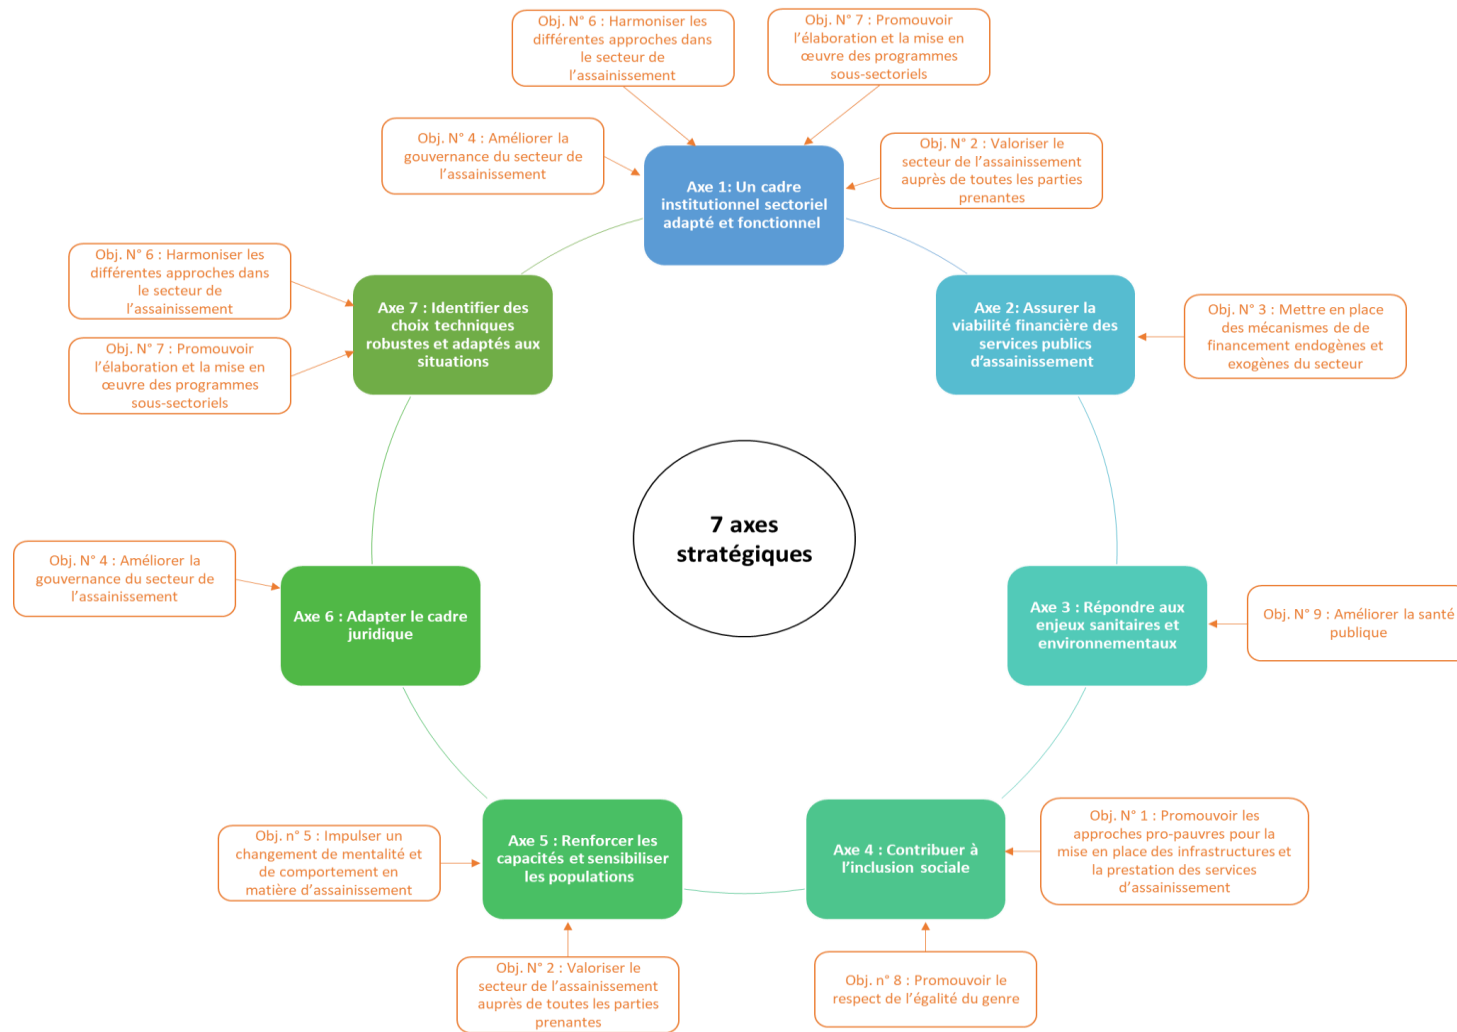 Obj. N° 6 : Harmoniser les
différentes approches dans
le secteur de
l’assainissement
Obj. N° 7 : Promouvoir
l’élaboration et la mise en
œuvre des programmes
sous-sectoriels
Obj. N° 4 : Améliorer la
gouvernance du secteur de
l’assainissement
Obj. N° 2 : Valoriser le
secteur de l’assainissement
auprès de toutes les parties
prenantes
Axe 1: Un cadre
institutionnel sectoriel
adapté et fonctionnel
Obj. N° 6 : Harmoniser les
différentes approches dans
le secteur de
l’assainissement
Obj. N° 7 : Promouvoir
l’élaboration et la mise en
œuvre des programmes
sous-sectoriels
Axe 7 : Identifier des
choix techniques
robustes et adaptés aux
situations
Axe 2: Assurer la
viabilité financière des
services publics
d’assainissement
Obj. N° 3 : Mettre en place
des mécanismes de de
financement endogènes et
exogènes du secteur
7 axes
stratégiques
Obj. N° 4 : Améliorer la
gouvernance du secteur de
l’assainissement
Axe 6 : Adapter le cadre
juridique
Axe 3 : Répondre aux
enjeux sanitaires et
environnementaux
Obj. N° 9 : Améliorer la santé
publique
Obj. n° 5 : Impulser un
changement de mentalité et
de comportement en
matière d’assainissement
Axe 5 : Renforcer les
capacités et sensibiliser
les populations
Axe 4 : Contribuer à
l’inclusion sociale
Obj. N° 1 : Promouvoir les
approches pro-pauvres pour la
mise en place des infrastructures et
la prestation des services
d’assainissement
Obj. N° 2 : Valoriser le
secteur de l’assainissement
auprès de toutes les parties
prenantes
Obj. n° 8 : Promouvoir le
respect de l’égalité du genre